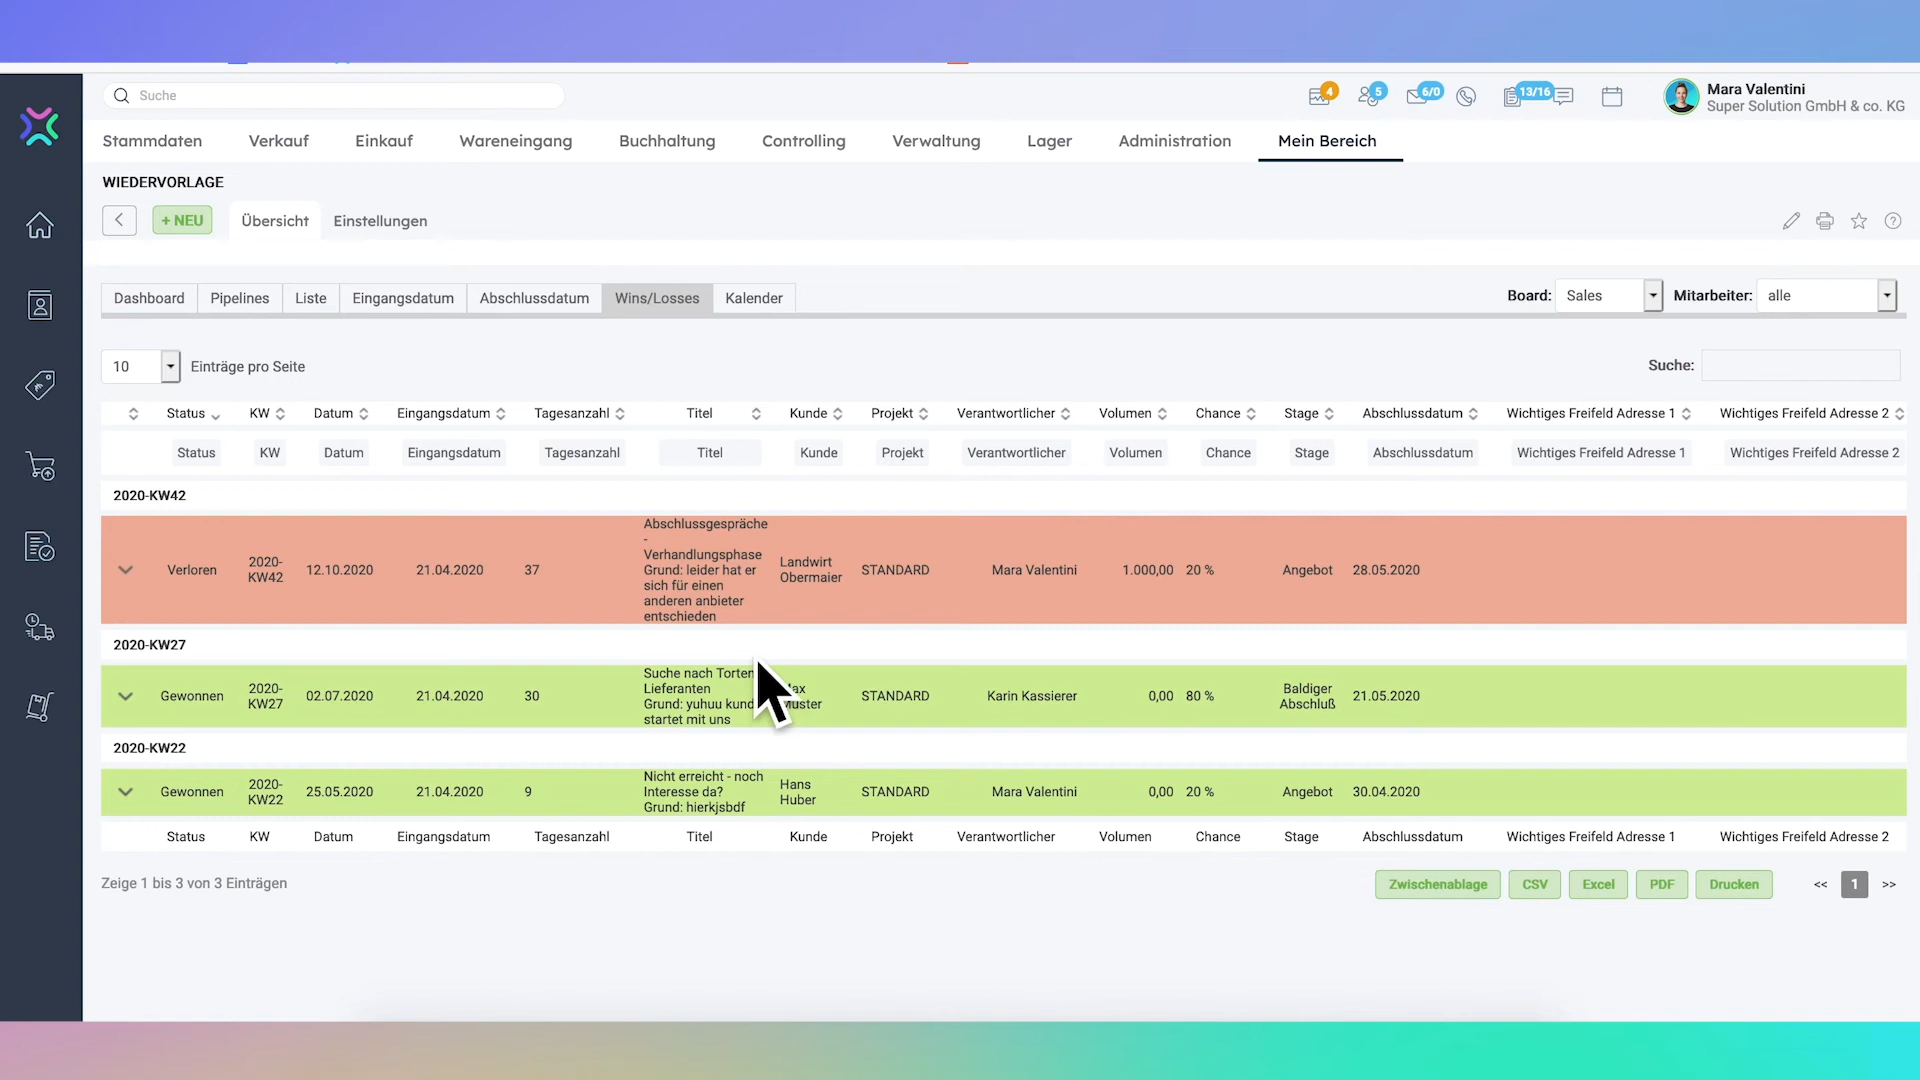 Suche
4
5
6/0
13/16
Mara Valentini
Super Solution GmbH & co. KG
Stammdaten Verkauf Einkauf Wareneingang Buchhaltung Controlling Verwaltung Lager Administration Mein Bereich
WIEDERVORLAGE
+ NEU Übersicht Einstellungen
Dashboard Pipelines Liste Eingangsdatum Abschlussdatum Wins/Losses Kalender
Board: Sales Mitarbeiter: alle
10 Einträge pro Seite
Suche:
Status KW Datum Eingangsdatum Tagesanzahl Titel Kunde Projekt Verantwortlicher Volumen Chance Stage Abschlussdatum Wichtiges Freifeld Adresse 1 Wichtiges Freifeld Adresse 2
Status KW Datum Eingangsdatum Tagesanzahl Titel Kunde Projekt Verantwortlicher Volumen Chance Stage Abschlussdatum Wichtiges Freifeld Adresse 1 Wichtiges Freifeld Adresse 2
2020-KW42
Verloren
2020-
KW42
12.10.2020
21.04.2020
37
Abschlussgespräche
-
Verhandlungsphase
Grund: leider hat er
sich für einen
anderen anbieter
entschieden
Landwirt
Obermaier
STANDARD
Mara Valentini
1.000,00
20 %
Angebot
28.05.2020
2020-KW27
Gewonnen
2020-
KW27
02.07.2020
21.04.2020
30
Suche nach Torten
Lieferanten
Grund: yuhuu kund
startet mit uns
STANDARD
Karin Kassierer
0,00
80 %
Baldiger
Abschluß
21.05.2020
2020-KW22
Gewonnen
2020-
KW22
25.05.2020
21.04.2020
9
Nicht erreicht - noch
Interesse da?
Grund: hierkjsbdf
Hans
Huber
STANDARD
Mara Valentini
0,00
20 %
Angebot
30.04.2020
Status KW Datum Eingangsdatum Tagesanzahl Titel Kunde Projekt Verantwortlicher Volumen Chance Stage Abschlussdatum Wichtiges Freifeld Adresse 1 Wichtiges Freifeld Adresse 2
Zeige 1 bis 3 von 3 Einträgen
Zwischenablage CSV Excel PDF Drucken << 1 >>